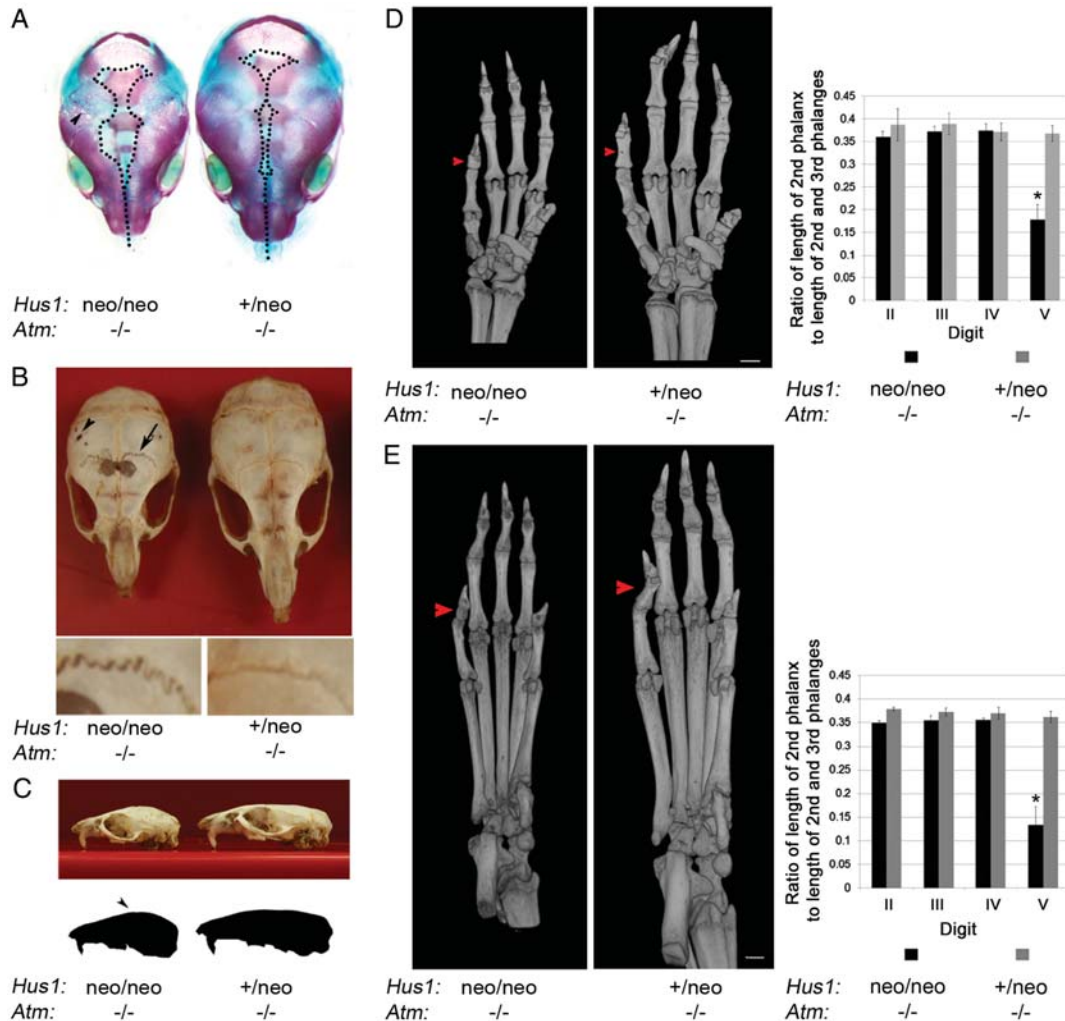 A
Hus1: neo/neo +/neo
Atm: -/- -/-
B
Hus1: neo/neo +/neo
Atm: -/- -/-
C
Hus1: neo/neo +/neo
Atm: -/- -/-
D
Hus1: neo/neo +/neo
Atm: -/- -/-
Ratio of length of 2nd phalanx
to length of 2nd and 3rd phalanges
0.45
0.4
0.35
0.3
0.25
0.2
0.15
0.1
0.05
0
*
II III IV V
Digit
Hus1: neo/neo +/neo
Atm: -/- -/-
E
Hus1: neo/neo +/neo
Atm: -/- -/-
Ratio of length of 2nd phalanx
to length of 2nd and 3rd phalanges
0.45
0.4
0.35
0.3
0.25
0.2
0.15
0.1
0.05
0
*
II III IV V
Digit
Hus1: neo/neo +/neo
Atm: -/- -/-